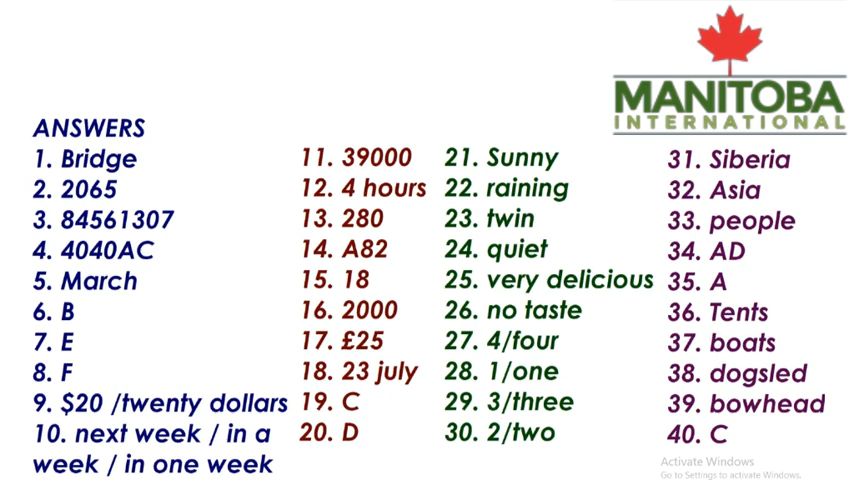 MANITOBA
INTERNATIONAL
ANSWERS
1. Bridge
2. 2065
3. 84561307
4. 4040AC
5. March
6. B
7. E
8. F
9. $20 /twenty dollars
10. next week / in a
week / in one week
11. 39000
12. 4 hours
13. 280
14. A82
15. 18
16. 2000
17. £25
18. 23 july
19. C
20. D
21. Sunny
22. raining
23. twin
24. quiet
25. very delicious
26. no taste
27. 4/four
28. 1/one
29. 3/three
30. 2/two
31. Siberia
32. Asia
33. people
34. AD
35. A
36. Tents
37. boats
38. dogsled
39. bowhead
40. C
Activate Windows
Go to Settings to activate Windows.